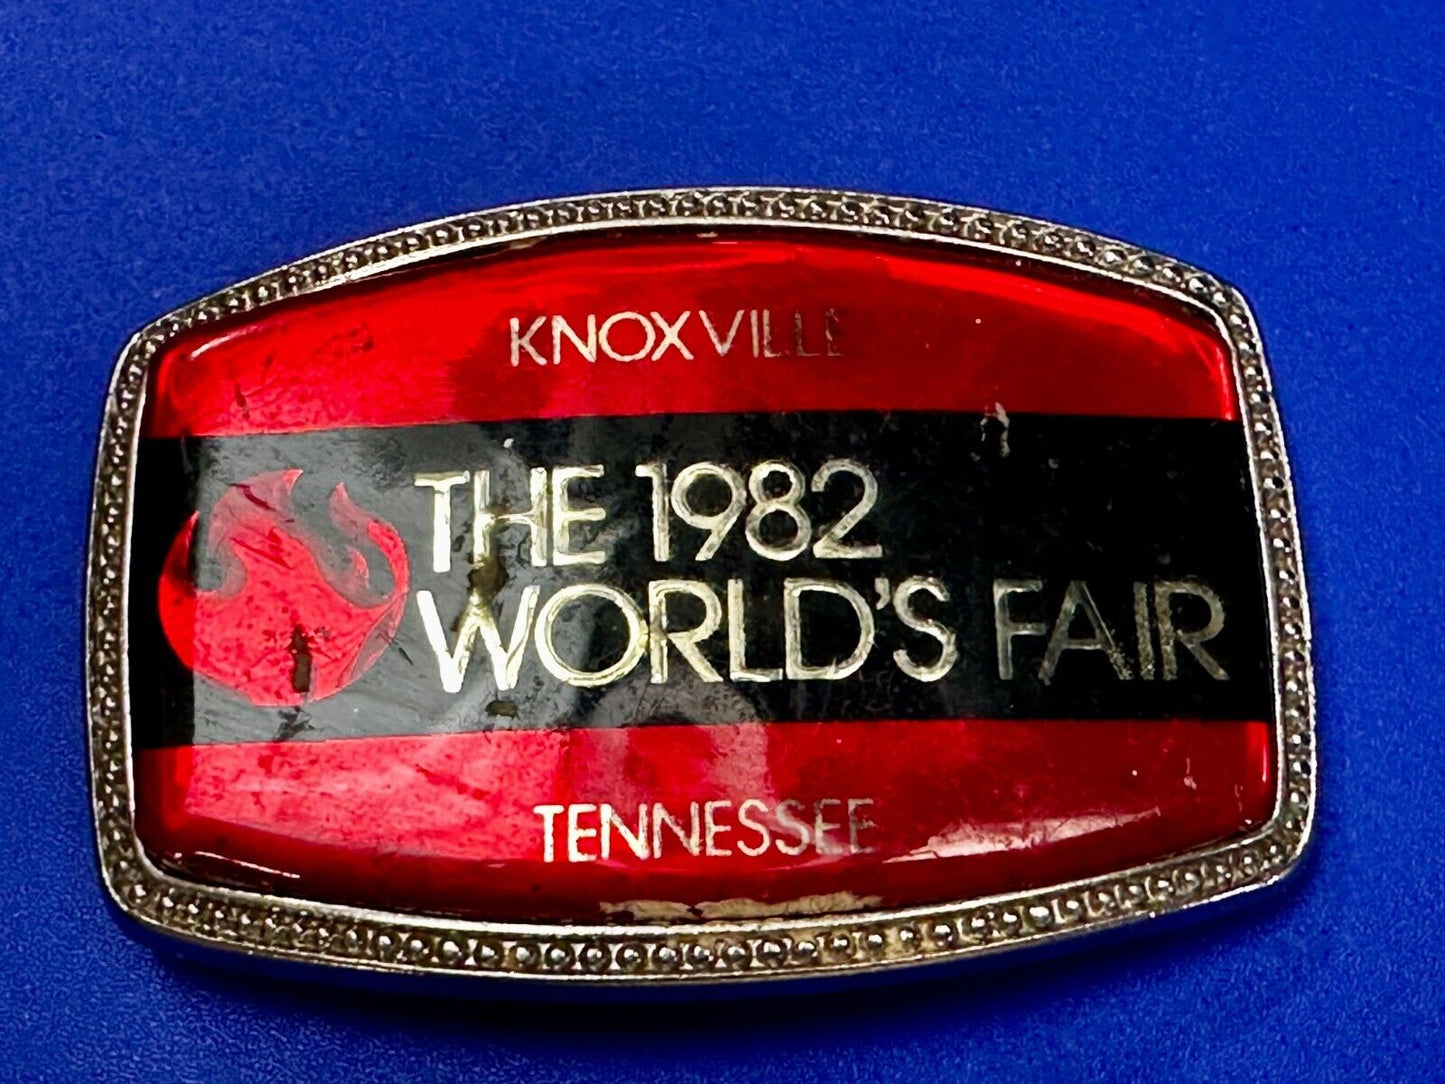 KNOXVILLE
THE 1982
WORLD'S FAIR
TENNESSEE